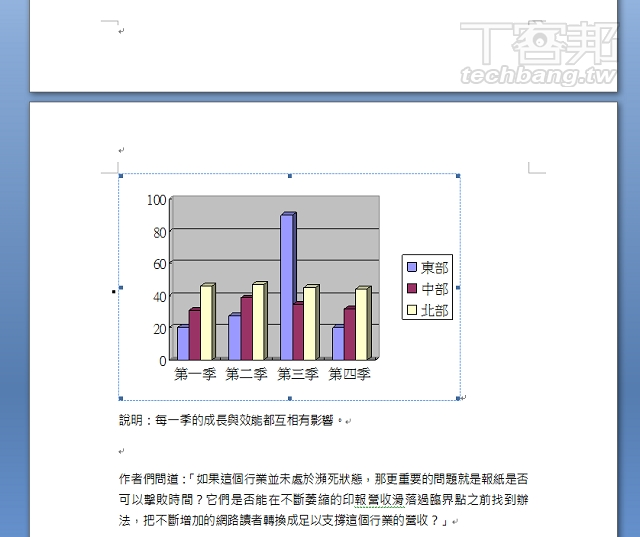 T客邦
techbang.tw
100
80
60
40
20
0
第一季 第二季 第三季 第四季
東部
中部
北部
說明：每一季的成長與效能都互相有影響。
作者們問道：「如果這個行業並未處於瀕死狀態，那更重要的問題就是報紙是否
可以擊敗時間？它們是否能在不斷萎縮的印報營收滑落過臨界點之前找到辦
法，把不斷增加的網路讀者轉換成足以支撐這個行業的營收？」